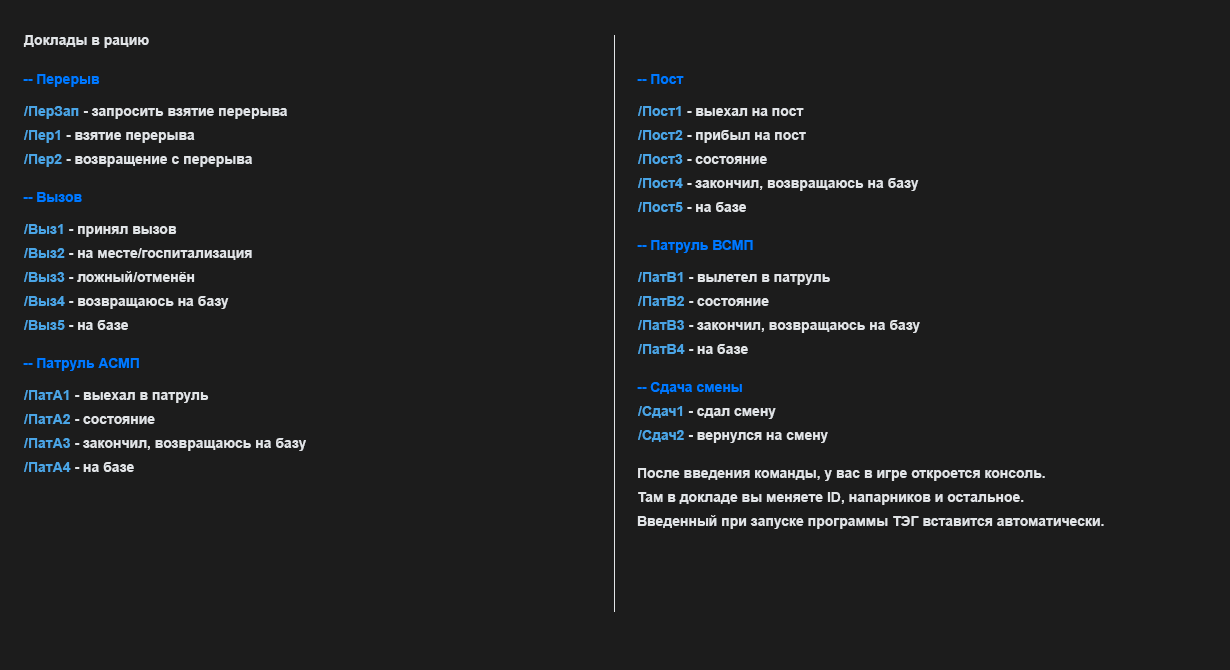 Доклады в рацию
-- Перерыв
/ПерЗап - запросить взятие перерыва
/Пер1 - взятие перерыва
/Пер2 - возвращение с перерыва
-- Вызов
/Выз1 - принял вызов
/Выз2 - на месте/госпитализация
/Выз3 - ложный/отменён
/Выз4 - возвращаюсь на базу
/Выз5 - на базе
-- Патруль АСМП
/ПатА1 - выехал в патруль
/ПатА2 - состояние
/ПатА3 - закончил, возвращаюсь на базу
/ПатА4 - на базе
-- Пост
/Пост1 - выехал на пост
/Пост2 - прибыл на пост
/Пост3 - состояние
/Пост4 - закончил, возвращаюсь на базу
/Пост5 - на базе
-- Патруль ВСМП
/ПатВ1 - вылетел в патруль
/ПатВ2 - состояние
/ПатВ3 - закончил, возвращаюсь на базу
/ПатВ4 - на базе
-- Сдача смены
/Сдач1 - сдал смену
/Сдач2 - вернулся на смену
После введения команды, у вас в игре откроется консоль.
Там в докладе вы меняете ID, напарников и остальное.
Введенный при запуске программы ТЭГ вставится автоматически.